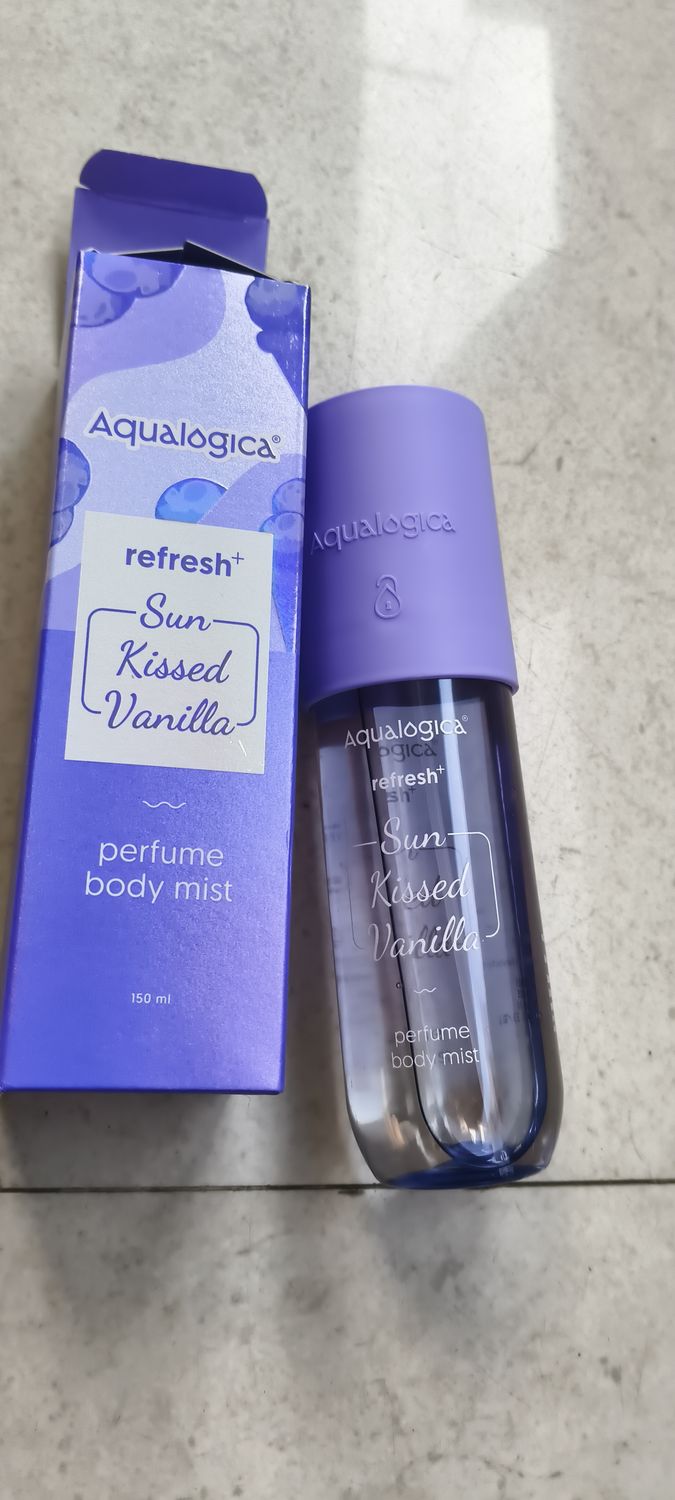 Aqualogica®
refresh+
Sun
Kissed
Vanilla
perfume
body mist
150 ml
Aqualogica
Aqualogica®
refresh+
Sun
Kissed
Vanilla
perfume
body mist